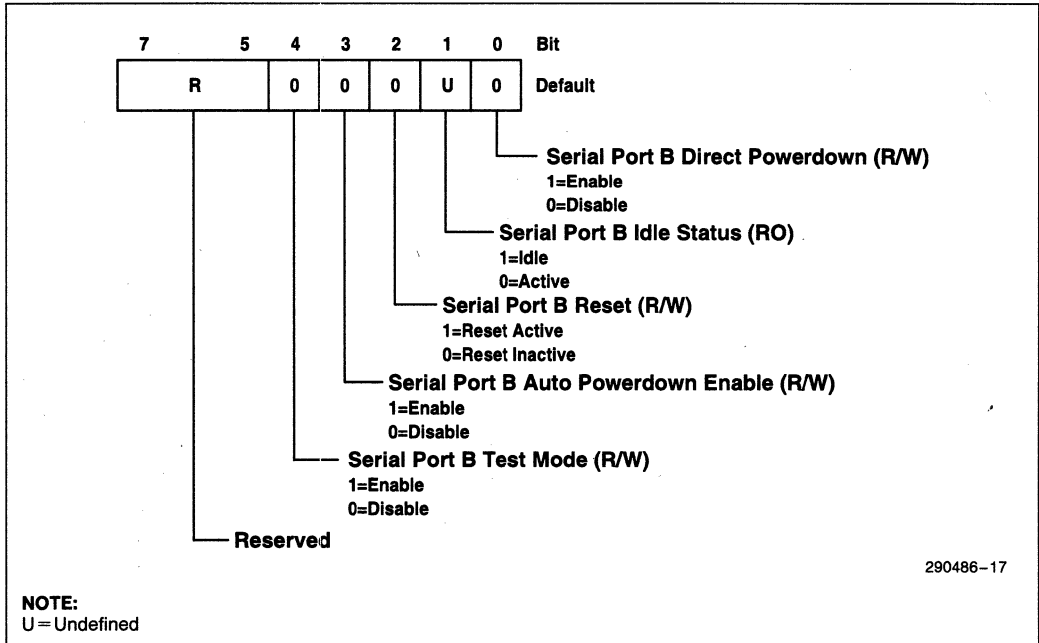 7 5 4 3 2 1 0 Bit
R 0 0 0 U 0 Default
Serial Port B Direct Powerdown (R/W)
1=Enable
0=Disable
Serial Port B Idle Status (RO)
1=Idle
0=Active
Serial Port B Reset (R/W)
1=Reset Active
0=Reset Inactive
Serial Port B Auto Powerdown Enable (R/W)
1=Enable
0=Disable
Serial Port B Test Mode (R/W)
1=Enable
0=Disable
Reserved
290486–17
NOTE:
U=Undefined